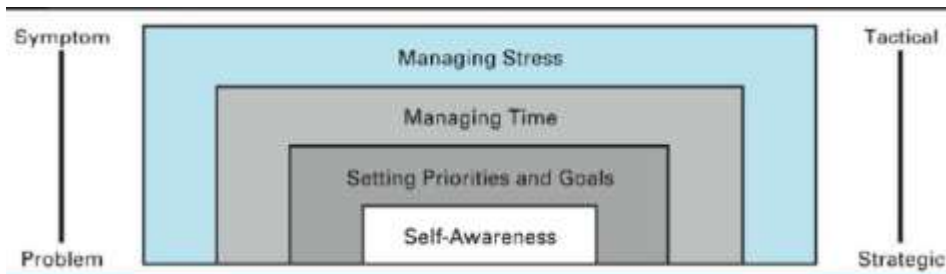 Symptom
Tactical
Managing Stress
Managing Time
Setting Priorities and Goals
Self-Awareness
Problem
Strategic